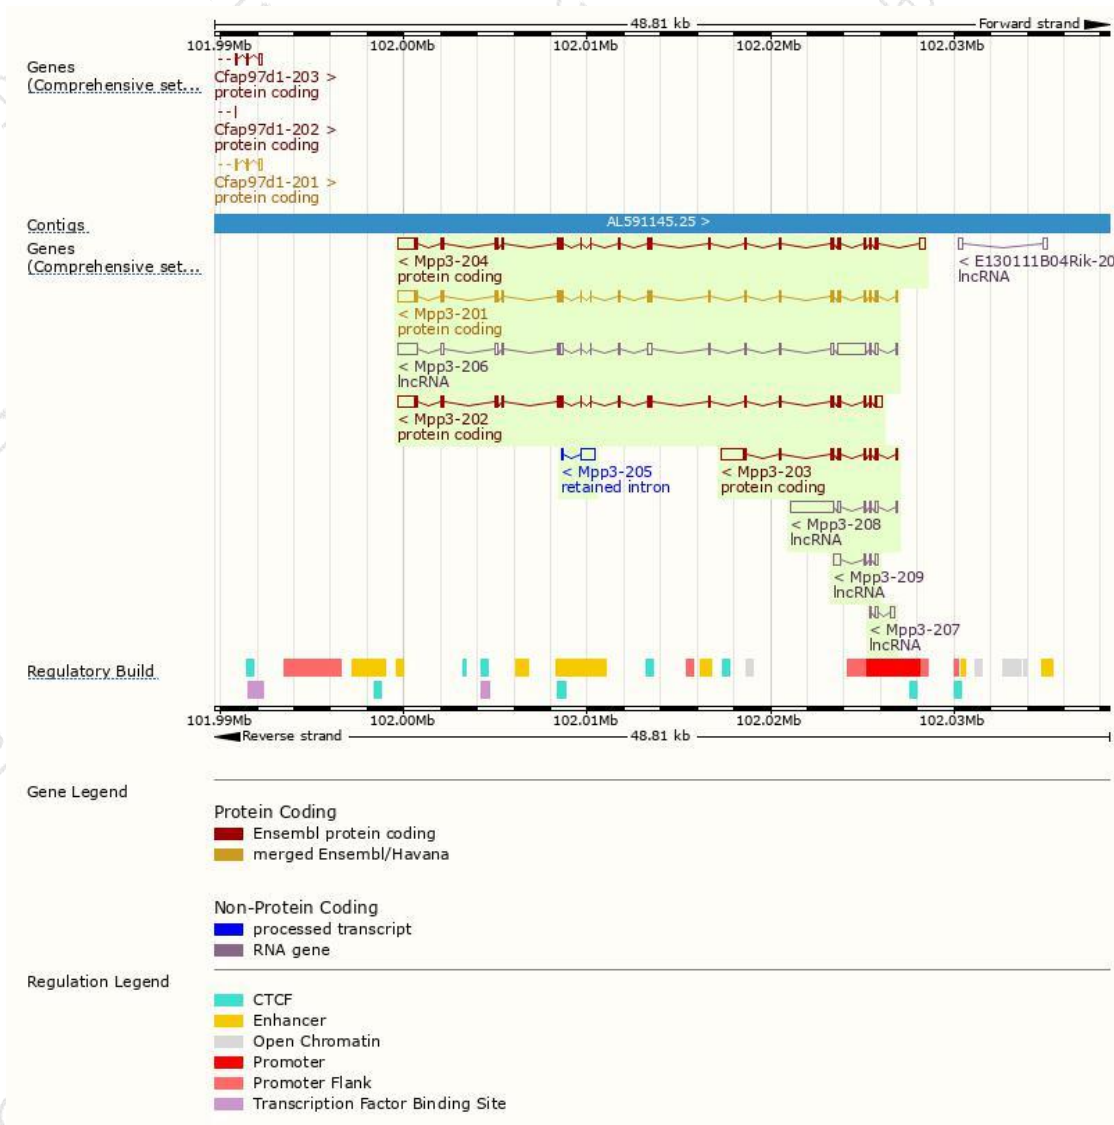 48.81 kb Forward strand
101.99Mb 102.00Mb 102.01Mb 102.02Mb 102.03Mb
Genes
(Comprehensive set...
Cfap97d1-203 >
protein coding
Cfap97d1-202 >
protein coding
Cfap97d1-201 >
protein coding
Contigs
AL591145.25 >
Genes
(Comprehensive set...
< Mpp3-204
protein coding
< E130111B04Rik-20
lncRNA
< Mpp3-201
protein coding
< Mpp3-206
lncRNA
< Mpp3-202
protein coding
< Mpp3-205
retained intron
< Mpp3-203
protein coding
< Mpp3-208
lncRNA
< Mpp3-209
lncRNA
< Mpp3-207
lncRNA
Regulatory Build
101.99Mb 102.00Mb 102.01Mb 102.02Mb 102.03Mb
Reverse strand 48.81 kb
Gene Legend
Protein Coding
Ensembl protein coding
merged Ensembl/Havana
Non-Protein Coding
processed transcript
RNA gene
Regulation Legend
CTCF
Enhancer
Open Chromatin
Promoter
Promoter Flank
Transcription Factor Binding Site